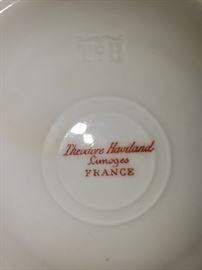 Theodore Haviland
Limoges
FRANCE